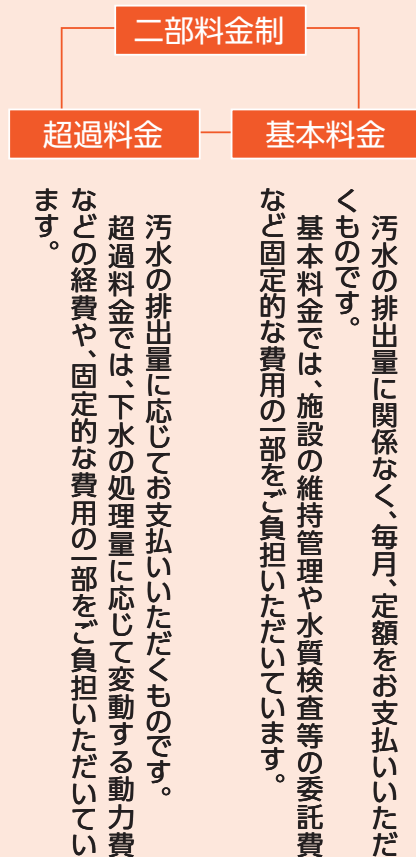 二部料金制
基本料金
汚水の排出量に関係なく、毎月、定額をお支払いいただ
くものです。
基本料金では、施設の維持管理や水質検査等の委託費
など固定的な費用の一部をご負担いただいています。
超過料金
汚水の排出量に応じてお支払いいただくものです。
超過料金では、下水の処理量に応じて変動する動力費
などの経費や、固定的な費用の一部をご負担いただいてい
ます。